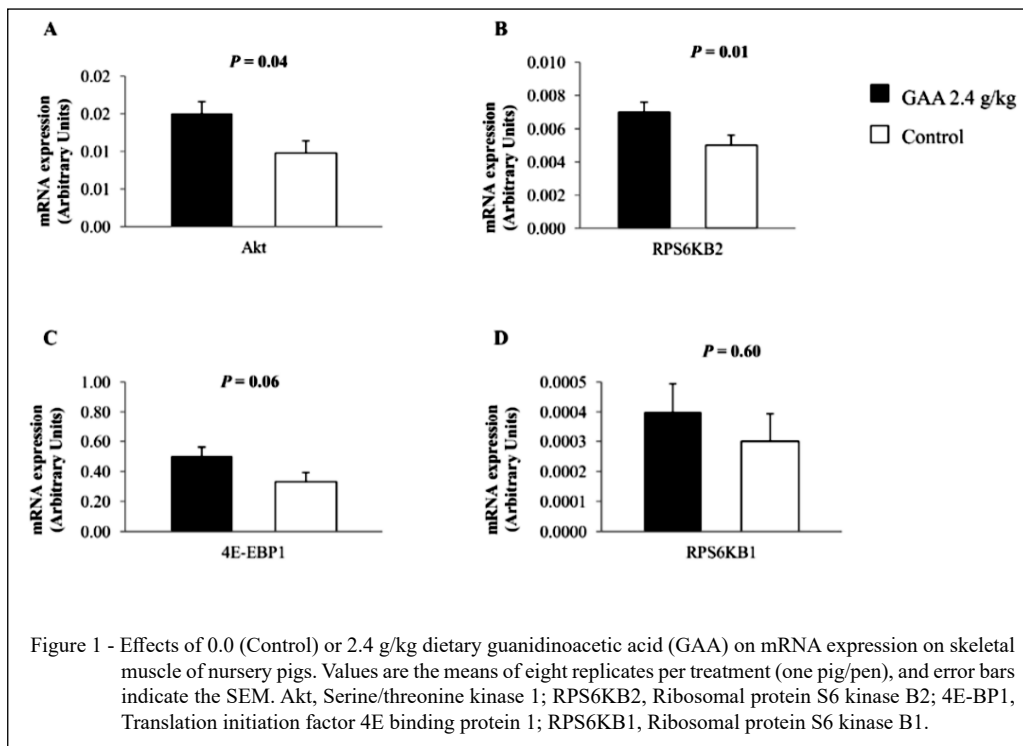 A
P = 0.04
mRNA expression
(Arbitrary Units)
0.02
0.02
0.01
0.01
0.00
Akt
B
P = 0.01
mRNA expression
(Arbitrary Units)
0.010
0.008
0.006
0.004
0.002
0.000
RPS6KB2
GAA 2.4 g/kg
Control
C
P = 0.06
mRNA expression
(Arbitrary Units)
1.00
0.80
0.60
0.40
0.20
0.00
4E-EBP1
D
P = 0.60
mRNA expression
(Arbitrary Units)
0.0005
0.0004
0.0003
0.0002
0.0001
0.0000
RPS6KB1
Figure 1 - Effects of 0.0 (Control) or 2.4 g/kg dietary guanidinoacetic acid (GAA) on mRNA expression on skeletal
muscle of nursery pigs. Values are the means of eight replicates per treatment (one pig/pen), and error bars
indicate the SEM. Akt, Serine/threonine kinase 1; RPS6KB2, Ribosomal protein S6 kinase B2; 4E-BP1,
Translation initiation factor 4E binding protein 1; RPS6KB1, Ribosomal protein S6 kinase B1.